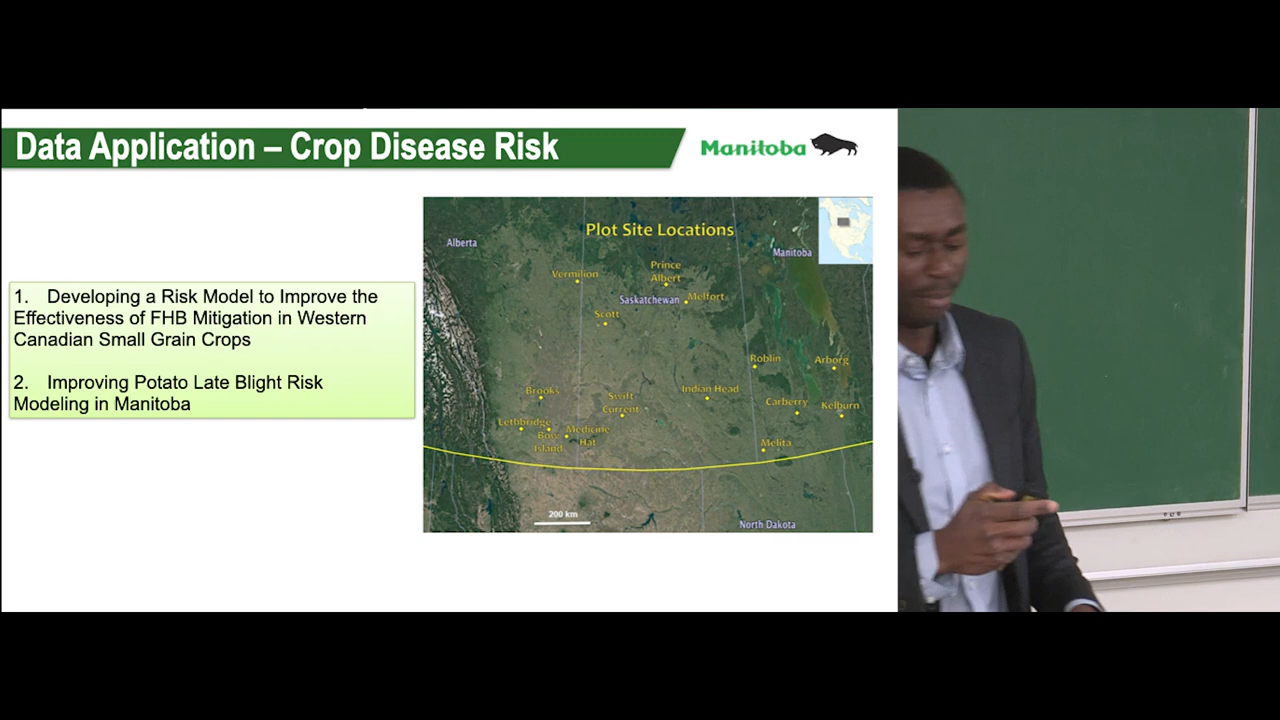 Data Application – Crop Disease Risk
Manitoba
1. Developing a Risk Model to Improve the
Effectiveness of FHB Mitigation in Western
Canadian Small Grain Crops
2. Improving Potato Late Blight Risk
Modeling in Manitoba
Plot Site Locations
Alberta
Manitoba
Vermilion
Prince
Albert
Saskatchewan
Melfort
Scott
Roblin
Arborg
Brooks
Swift
Current
Indian Head
Carberry
Kelburn
Lethbridge
Bow
Island
Medicine
Hat
Melita
200 km
North Dakota